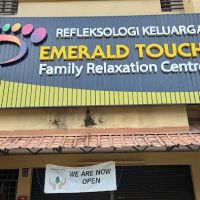 REFLEKSOLOGI KELUARGA
EMERALD TOUCH
Family Relaxation Centre
WE ARE NOW
OPEN